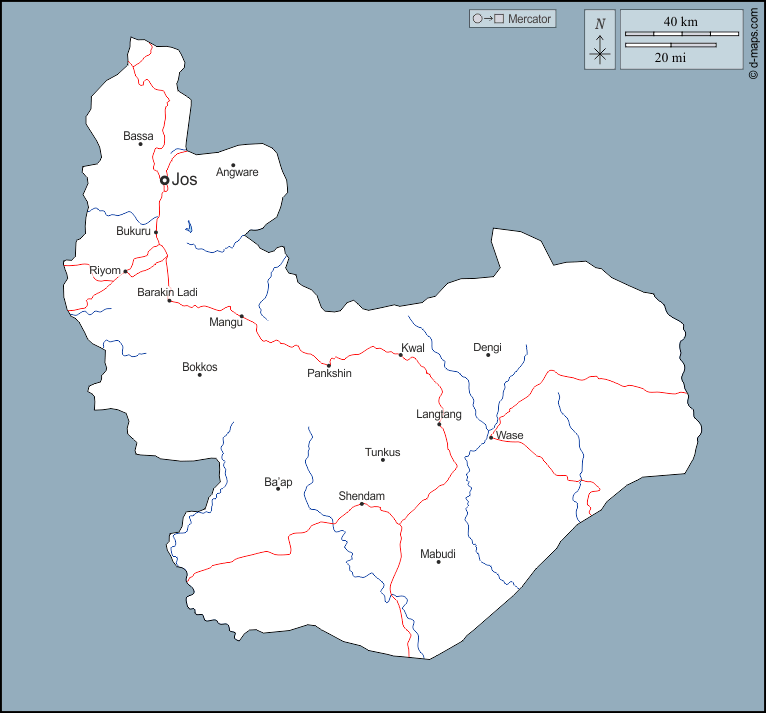 Mercator
N
40 km
20 mi
© d-maps.com
Bassa
Jos
Angware
Bukuru
Riyom
Barakin Ladi
Mangu
Bokkos
Pankshin
Kwal
Dengi
Langtang
Wase
Tunkus
Ba'ap
Shendam
Mabudi